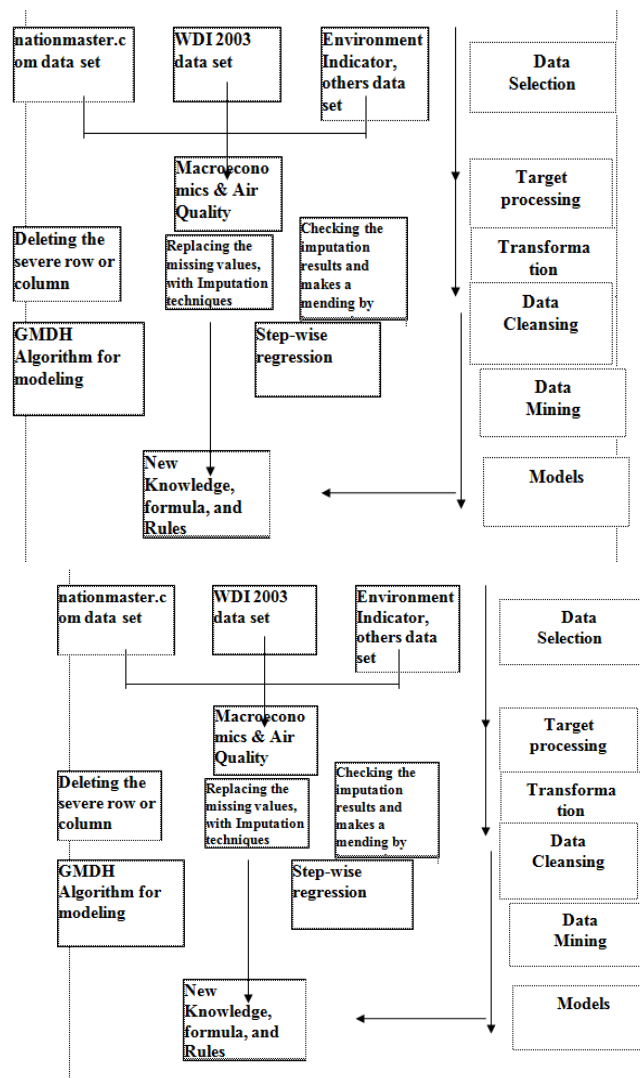 nationmaster.c
om data set
WDI 2003
data set
Environment
Indicator,
others data
set
Data
Selection
Macroecono
mics & Air
Quality
Target
processing
Deleting the
severe row or
column
Replacing the
missing values,
with Imputation
techniques
Checking the
imputation
results and
makes a
mending by
Transforma
tion
Data
Cleansing
GMDH
Algorithm for
modeling
Step-wise
regression
Data
Mining
New
Knowledge,
formula, and
Rules
Models
nationmaster.c
om data set
WDI 2003
data set
Environment
Indicator,
others data
set
Data
Selection
Macroecono
mics & Air
Quality
Target
processing
Deleting the
severe row or
column
Replacing the
missing values,
with Imputation
techniques
Checking the
imputation
results and
makes a
mending by
Transforma
tion
Data
Cleansing
GMDH
Algorithm for
modeling
Step-wise
regression
Data
Mining
New
Knowledge,
formula, and
Rules
Models